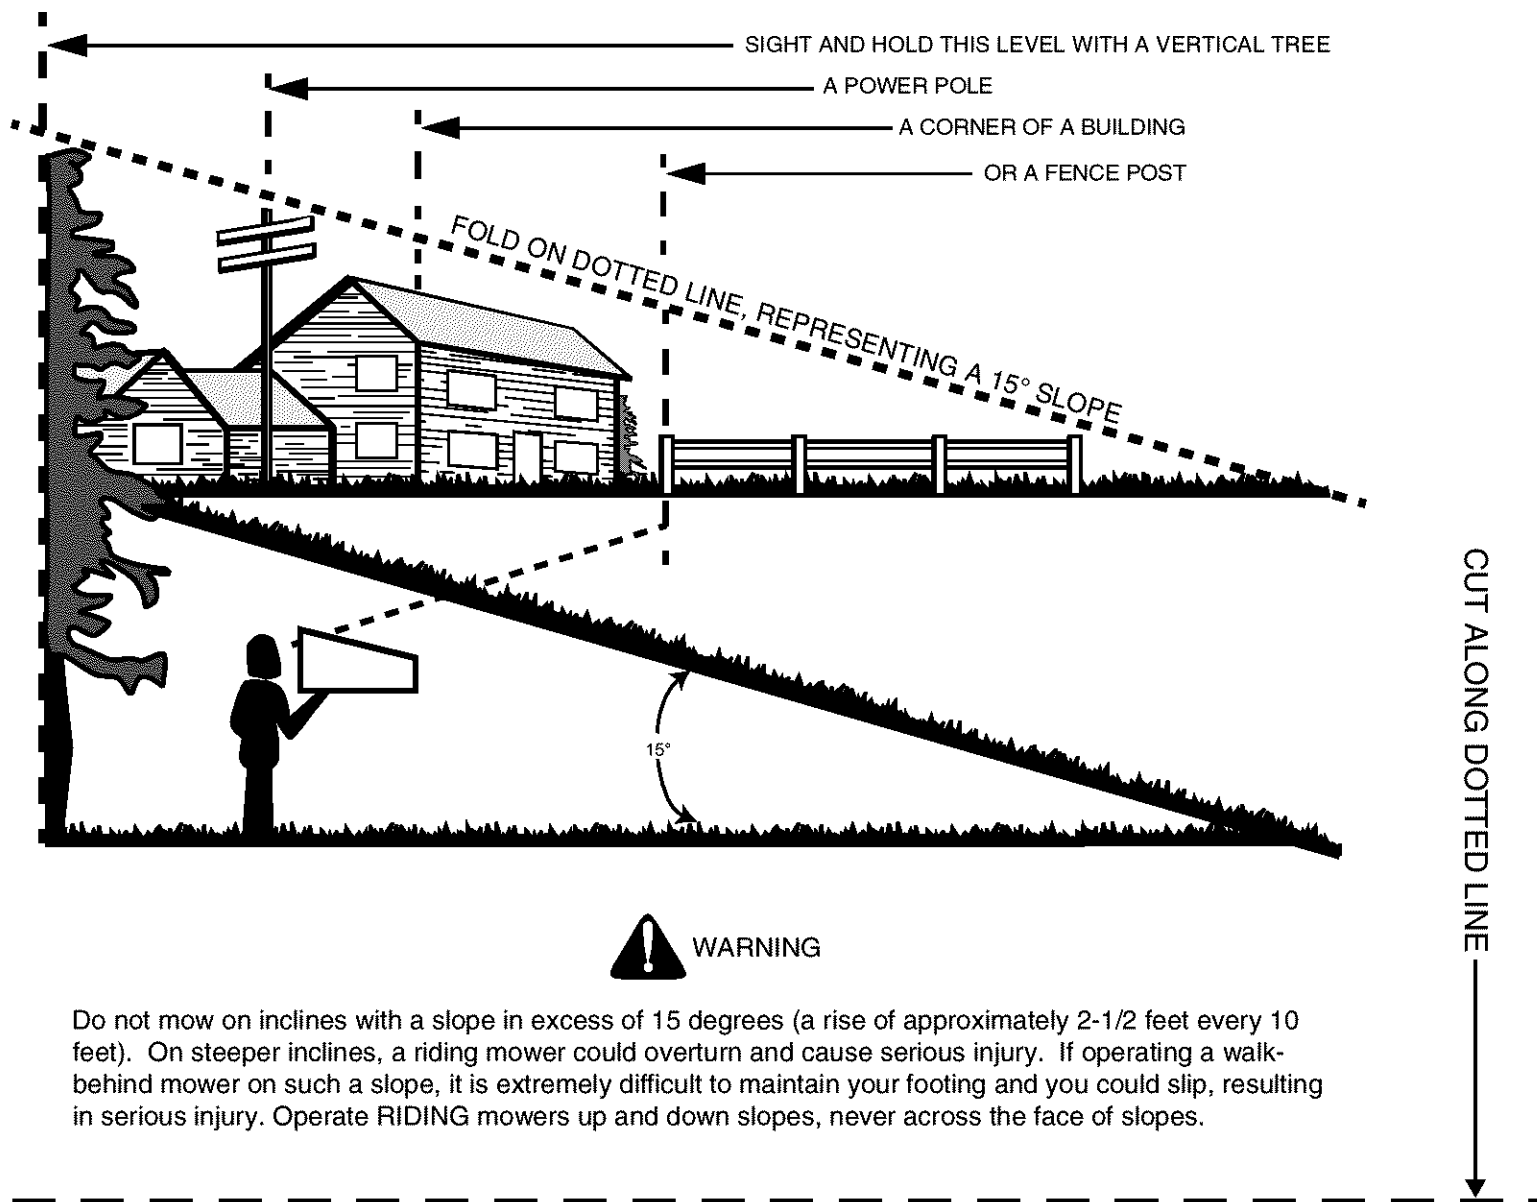 SIGHT AND HOLD THIS LEVEL WITH A VERTICAL TREE
A POWER POLE
A CORNER OF A BUILDING
OR A FENCE POST
FOLD ON DOTTED LINE, REPRESENTING A 15° SLOPE
15°
CUT ALONG DOTTED LINE
WARNING
Do not mow on inclines with a slope in excess of 15 degrees (a rise of approximately 2-1/2 feet every 10
feet).  On steeper inclines, a riding mower could overturn and cause serious injury.  If operating a walk-
behind mower on such a slope, it is extremely difficult to maintain your footing and you could slip, resulting
in serious injury. Operate RIDING mowers up and down slopes, never across the face of slopes.